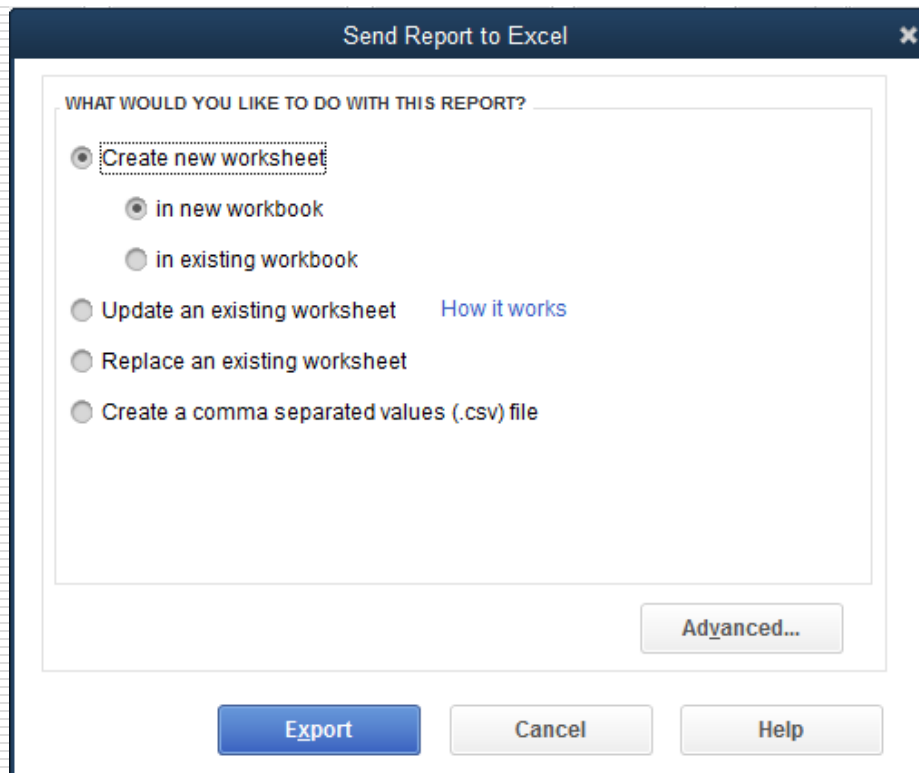 Send Report to Excel
WHAT WOULD YOU LIKE TO DO WITH THIS REPORT?
Create new worksheet
in new workbook
in existing workbook
Update an existing worksheet How it works
Replace an existing worksheet
Create a comma separated values (.csv) file
Advanced...
Export Cancel Help